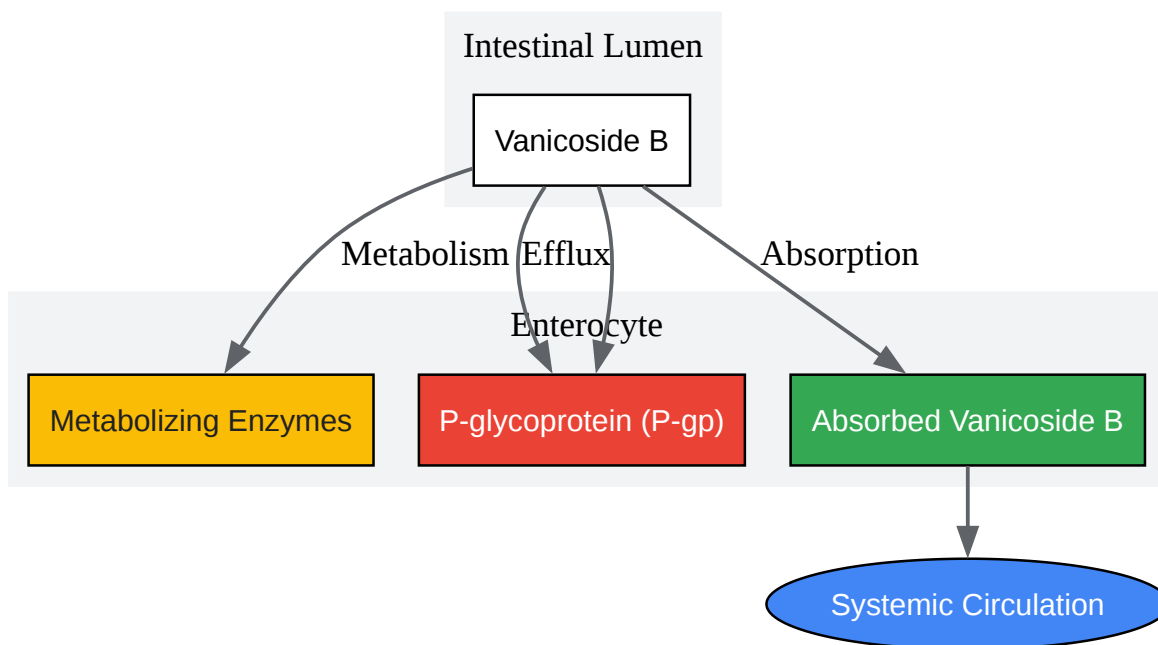 Intestinal Lumen
Vanicoside B
Metabolism
Efflux
Absorption
Enterocyte
Metabolizing Enzymes
P-glycoprotein (P-gp)
Absorbed Vanicoside B
Systemic Circulation